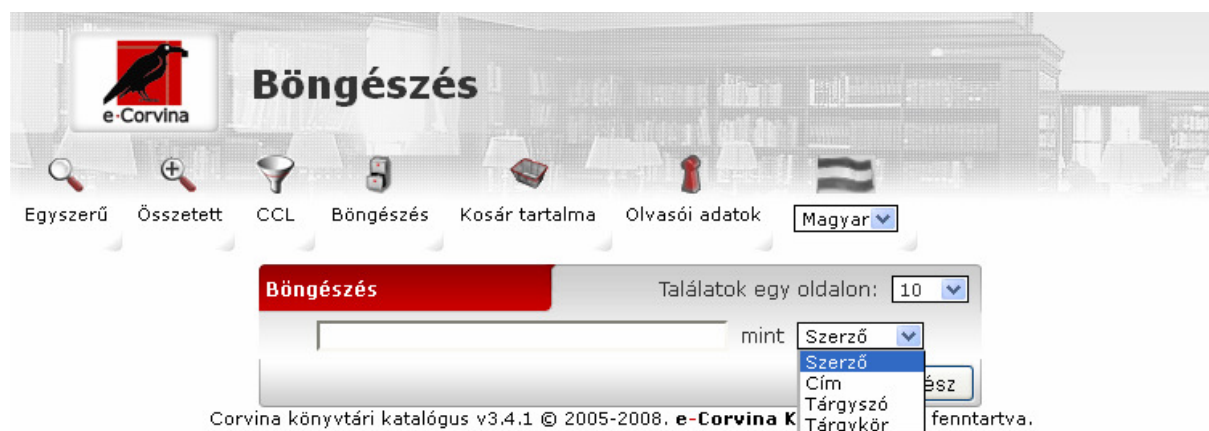 e·Corvina
Böngészés
Egyszerű Összetett CCL Böngészés Kosár tartalma Olvasói adatok Magyar
Böngészés Találatok egy oldalon: 10
mint Szerző
Szerző
Cím
Tárgyszó
Tárgykör
Corvina könyvtári katalógus v3.4.1 © 2005-2008. e-Corvina K fenntartva.